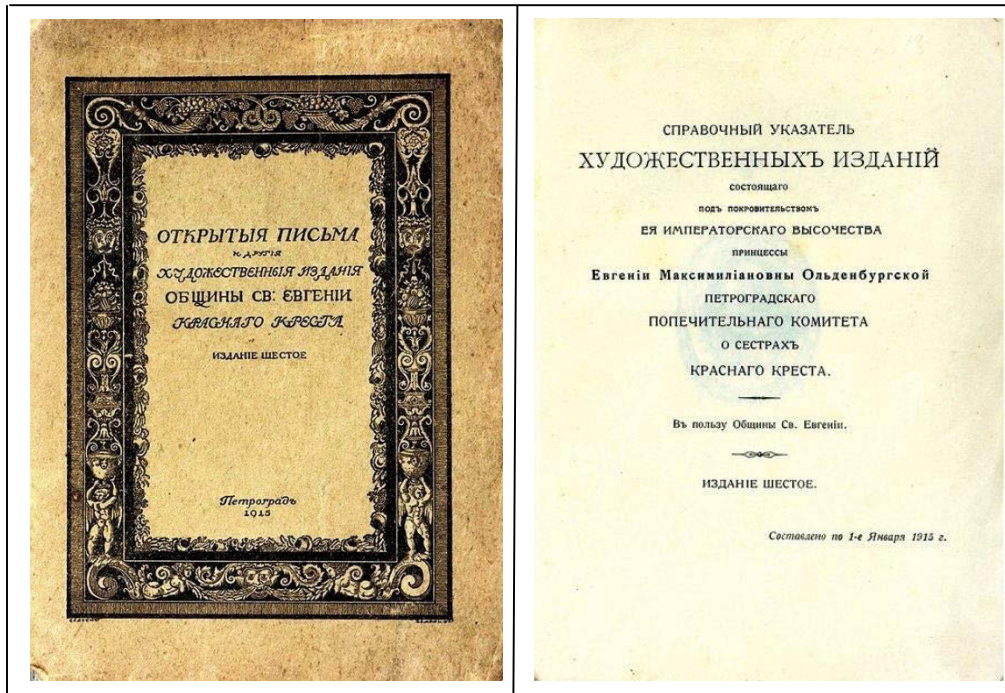 ОТКРЫТЫЯ ПИСЬМА
И ДРУГІЯ
ХУДОЖЕСТВЕННЫЯ ИЗДАНІЯ
ОБЩИНЫ СВ: ЕВГЕНІИ
КРАСНАГО КРЕСТА
ИЗДАНІЕ ШЕСТОЕ
Петроградъ
1915
СПРАВОЧНЫЙ УКАЗАТЕЛЬ
ХУДОЖЕСТВЕННЫХЪ ИЗДАНІЙ
состоящаго
ПОДЪ ПОКРОВИТЕЛЬСТВОМЪ
ЕЯ ИМПЕРАТОРСКАГО ВЫСОЧЕСТВА
ПРИНЦЕССЫ
Евгеніи Максимиліановны Ольденбургской
ПЕТРОГРАДСКАГО
ПОПЕЧИТЕЛЬНАГО КОМИТЕТА
О СЕСТРАХЪ
КРАСНАГО КРЕСТА.
Въ пользу Общины Св. Евгеніи.
ИЗДАНІЕ ШЕСТОЕ.
Составлено по 1-е Января 1915 г.